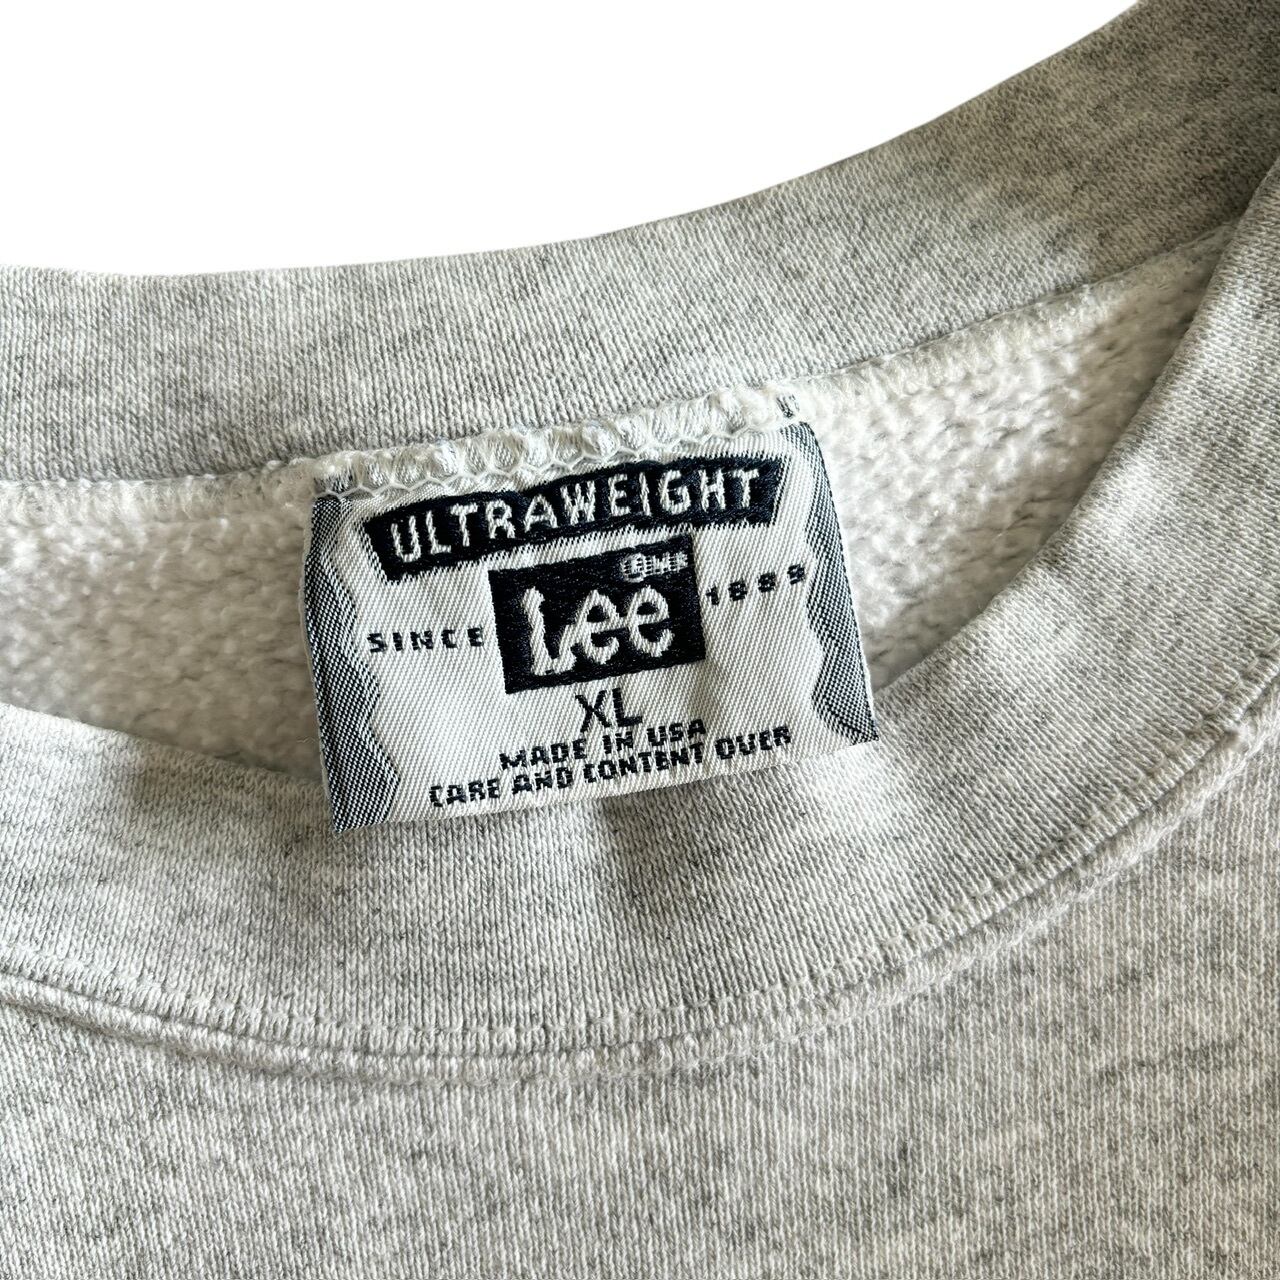 ULTRAWEIGHT
Lee
SINCE 1889
XL
MADE IN USA
CARE AND CONTENT OVER